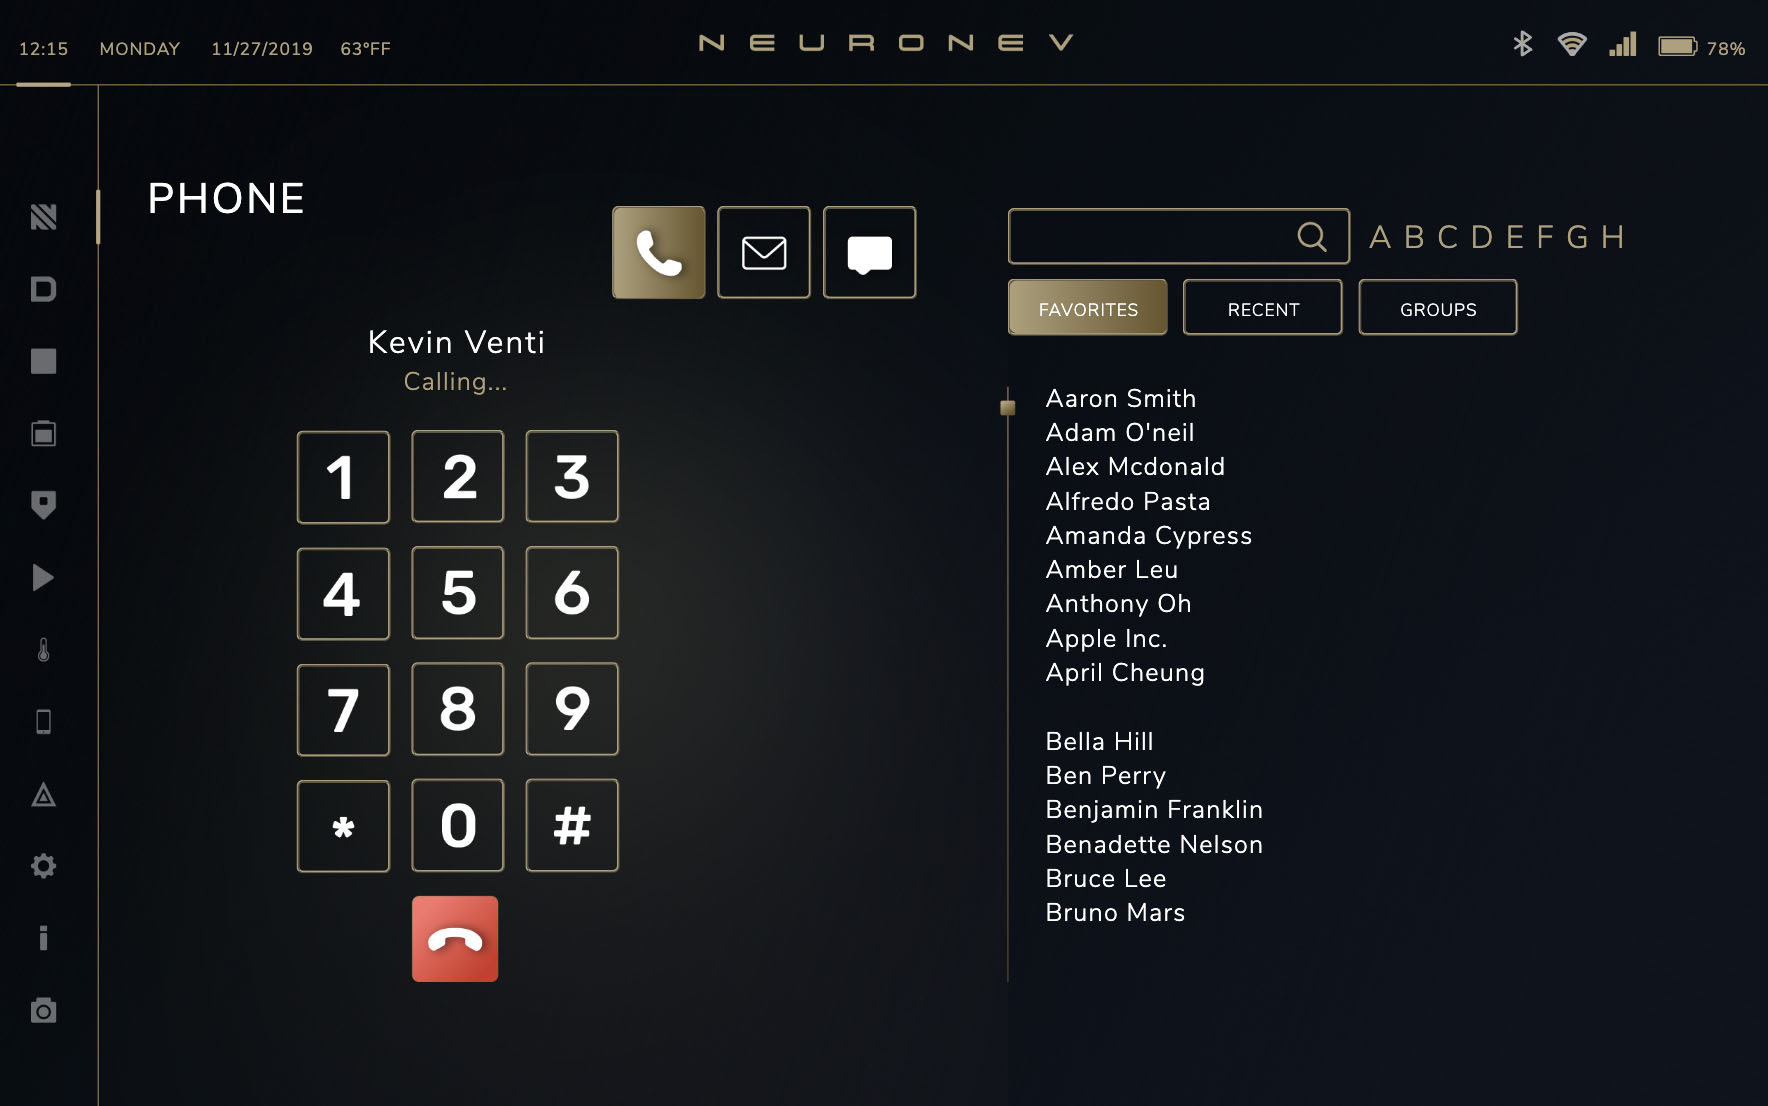 12:15 MONDAY 11/27/2019 63°FF
NEURONEV
78%
PHONE
A B C D E F G H
FAVORITES RECENT GROUPS
Kevin Venti
Calling...
1 2 3
4 5 6
7 8 9
* 0 #
Aaron Smith
Adam O'neil
Alex Mcdonald
Alfredo Pasta
Amanda Cypress
Amber Leu
Anthony Oh
Apple Inc.
April Cheung
Bella Hill
Ben Perry
Benjamin Franklin
Benadette Nelson
Bruce Lee
Bruno Mars